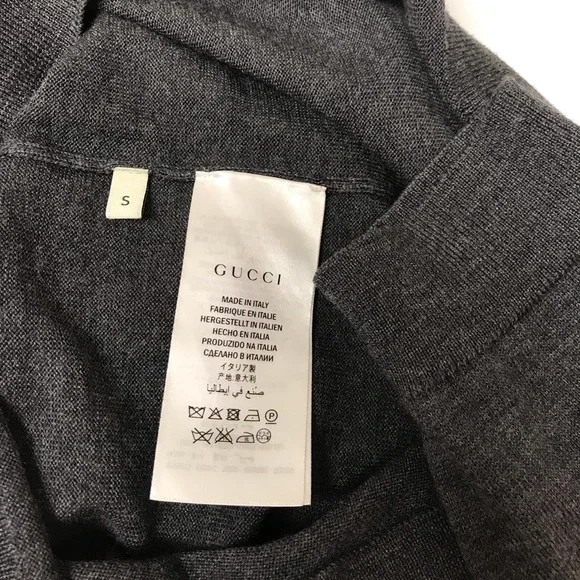 S
GUCCI
MADE IN ITALY
FABRIQUE EN ITALIE
HERGESTELLT IN ITALIEN
HECHO EN ITALIA
PRODUZIDO NA ITALIA
СДЕЛАНО В ИТАЛИИ
イタリア製
产地:意大利
صنع في إيطاليا
P